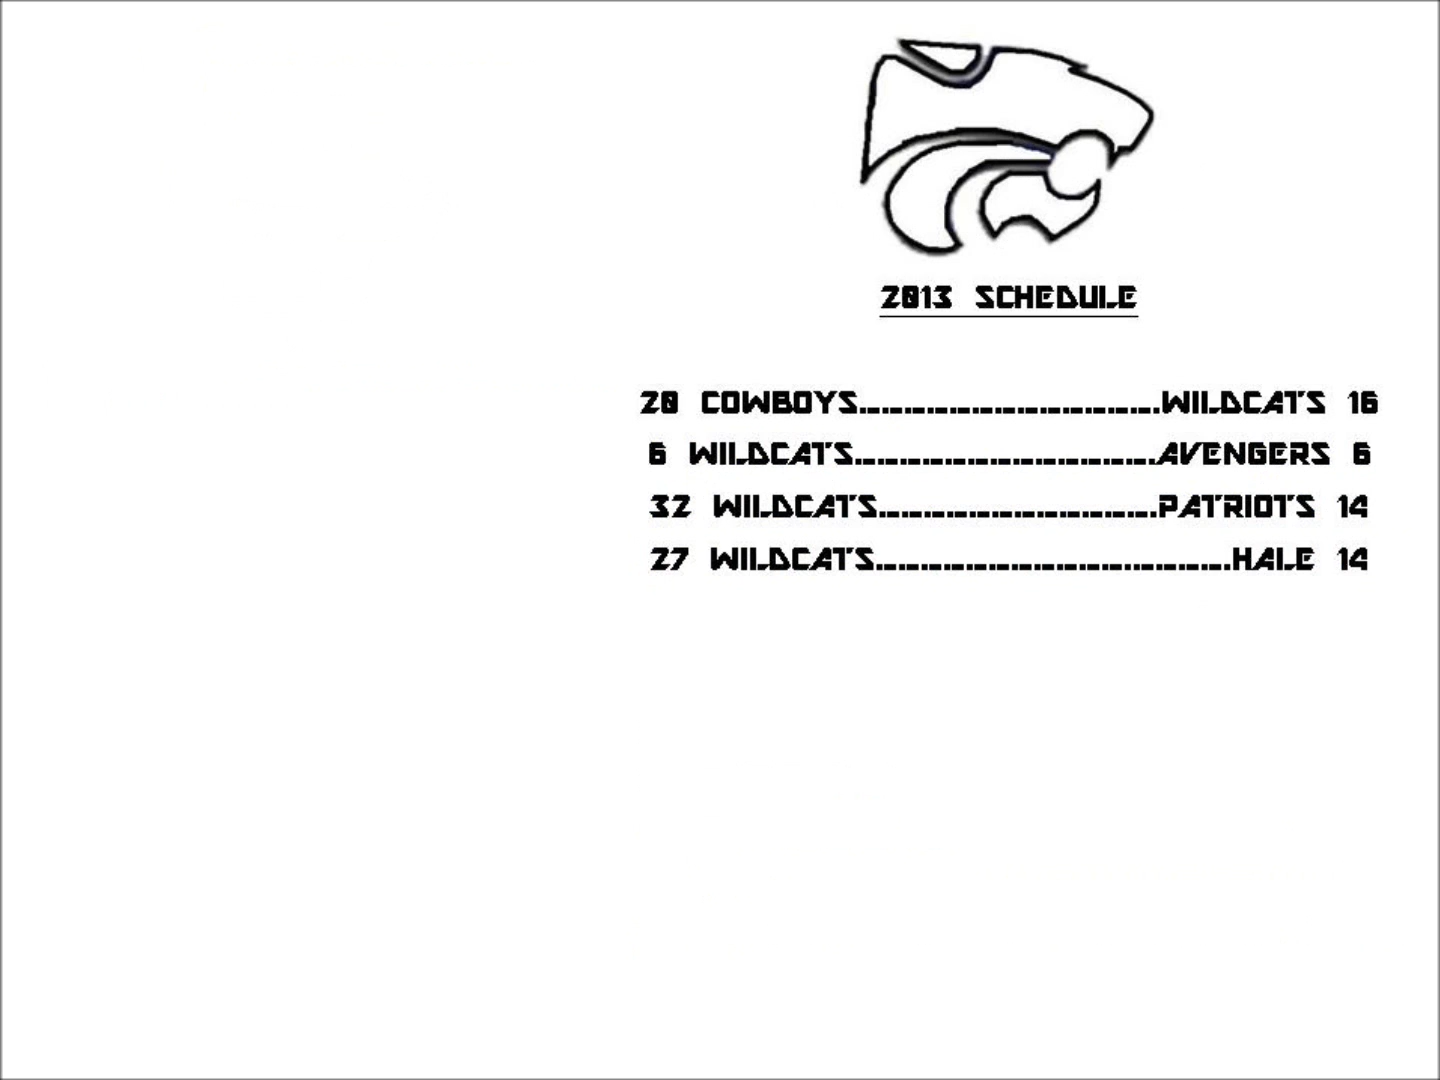 2013 SCHEDULE
20 COWBOYS........................................WILDCATS 16
6 WILDCATS........................................AVENGERS 6
32 WILDCATS.....................................PATRIOTS 14
27 WILDCATS...............................................HALE 14